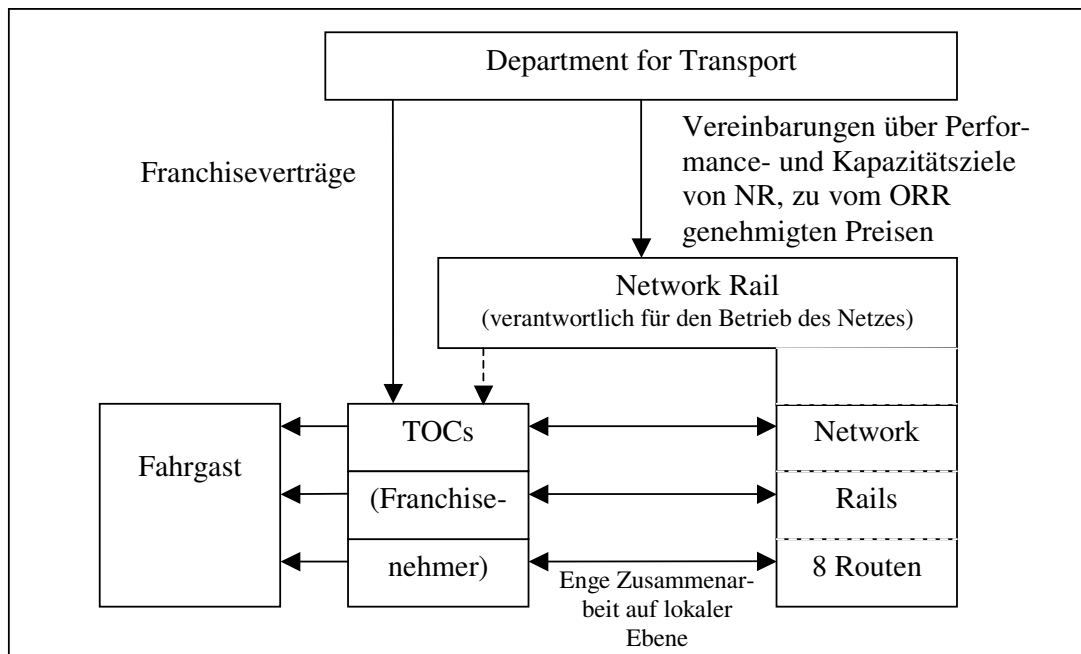 Department for Transport
Franchiseverträge
Vereinbarungen über Perfor-
mance- und Kapazitätsziele
von NR, zu vom ORR
genehmigten Preisen
Network Rail
(verantwortlich für den Betrieb des Netzes)
Fahrgast
TOCs
(Franchise-
nehmer)
Network
Rails
8 Routen
Enge Zusammenar-
beit auf lokaler
Ebene